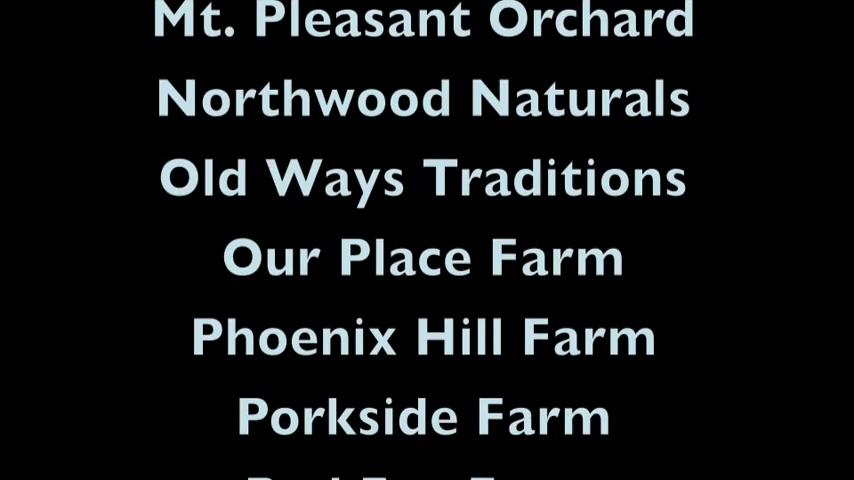 Mt. Pleasant Orchard
Northwood Naturals
Old Ways Traditions
Our Place Farm
Phoenix Hill Farm
Porkside Farm